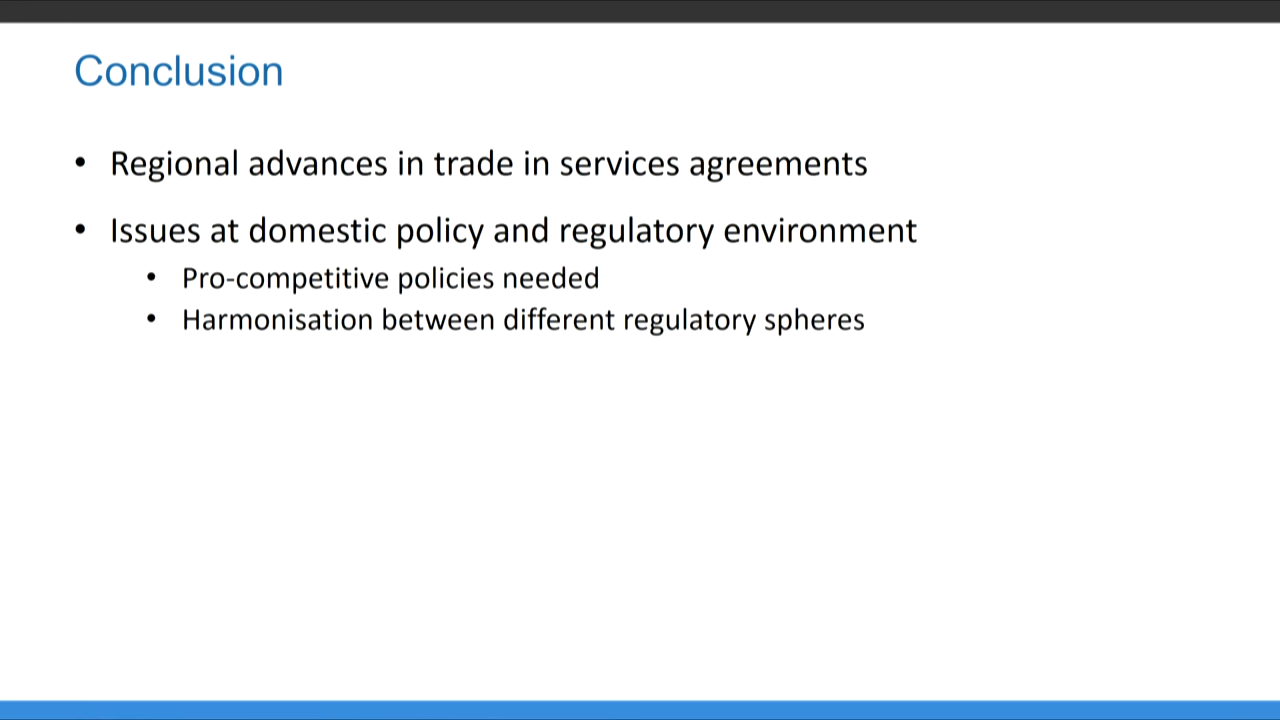 Conclusion
• Regional advances in trade in services agreements
• Issues at domestic policy and regulatory environment
• Pro-competitive policies needed
• Harmonisation between different regulatory spheres